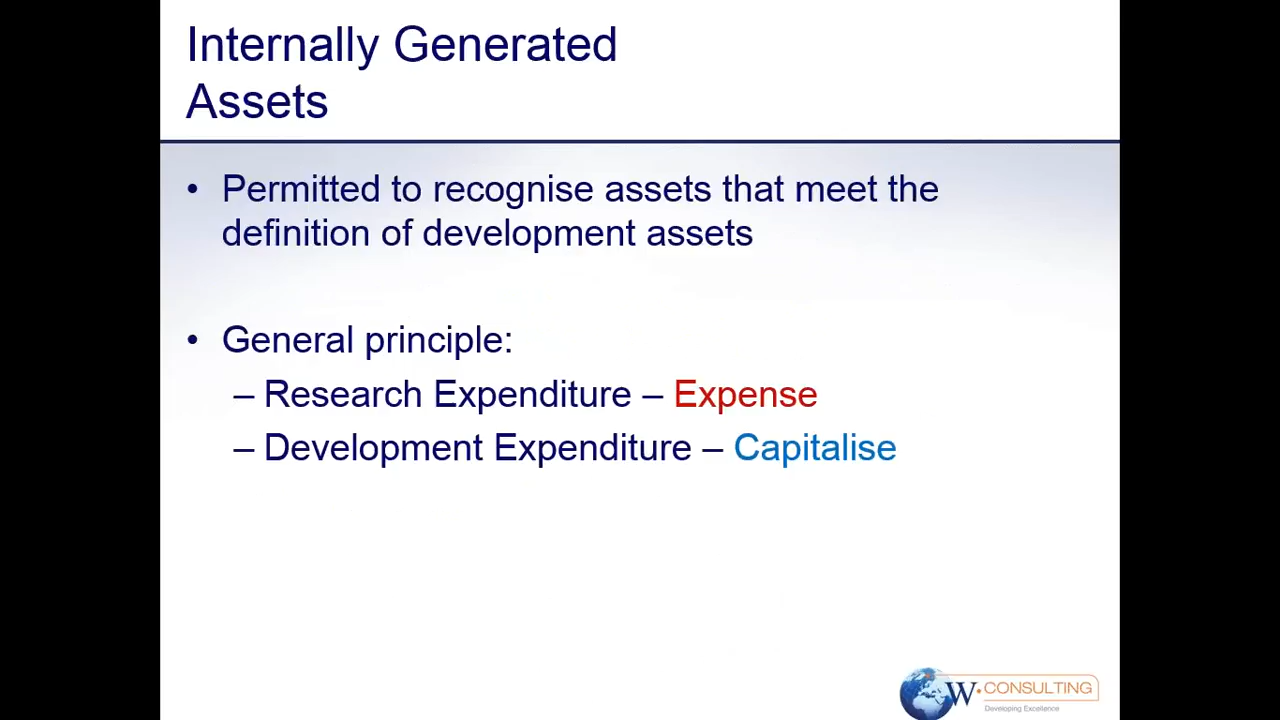 Internally Generated
Assets
• Permitted to recognise assets that meet the
definition of development assets
• General principle:
– Research Expenditure – Expense
– Development Expenditure – Capitalise
W•CONSULTING
Developing Excellence